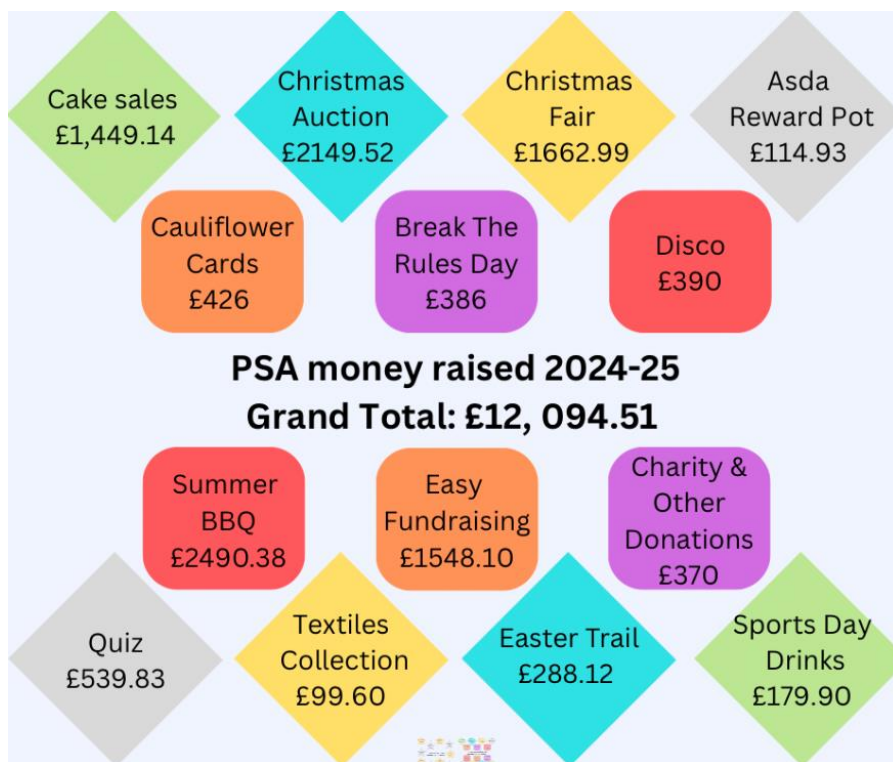 Cake sales
£1,449.14
Christmas
Auction
£2149.52
Christmas
Fair
£1662.99
Asda
Reward Pot
£114.93
Cauliflower
Cards
£426
Break The
Rules Day
£386
Disco
£390
PSA money raised 2024-25
Grand Total: £12, 094.51
Summer
BBQ
£2490.38
Easy
Fundraising
£1548.10
Charity &
Other
Donations
£370
Quiz
£539.83
Textiles
Collection
£99.60
Easter Trail
£288.12
Sports Day
Drinks
£179.90